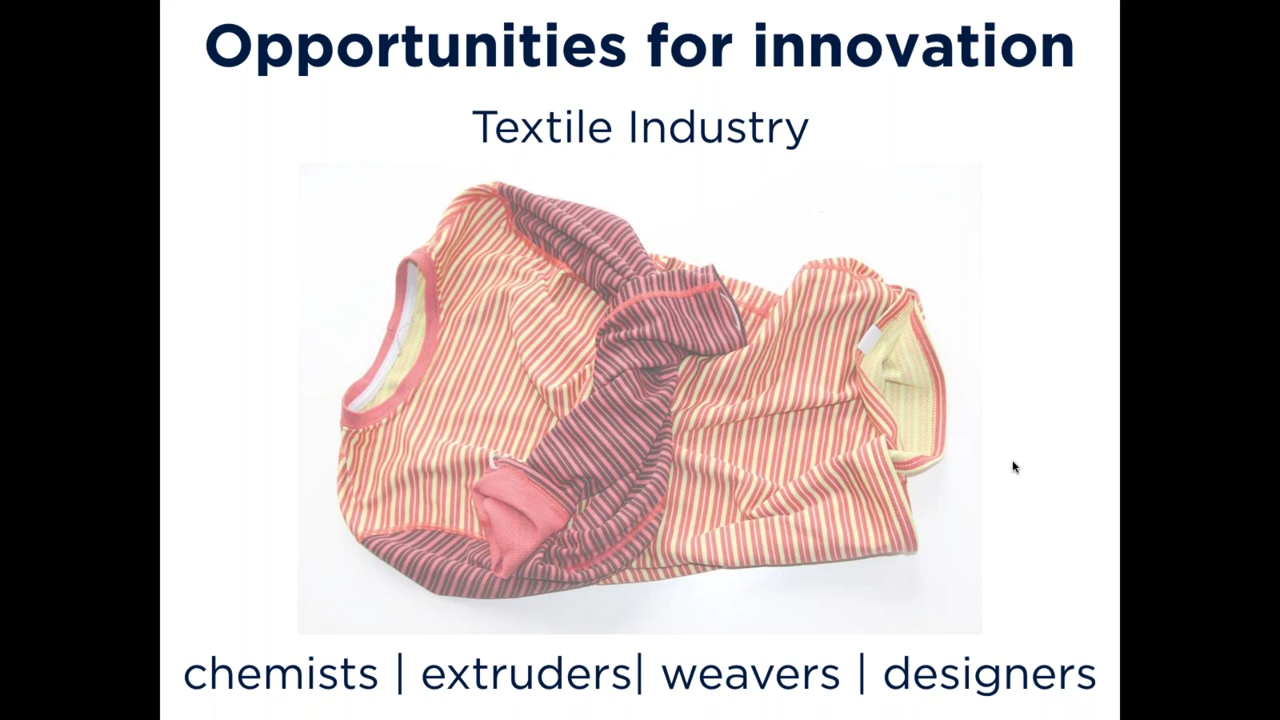 Opportunities for innovation
Textile Industry
chemists | extruders| weavers | designers